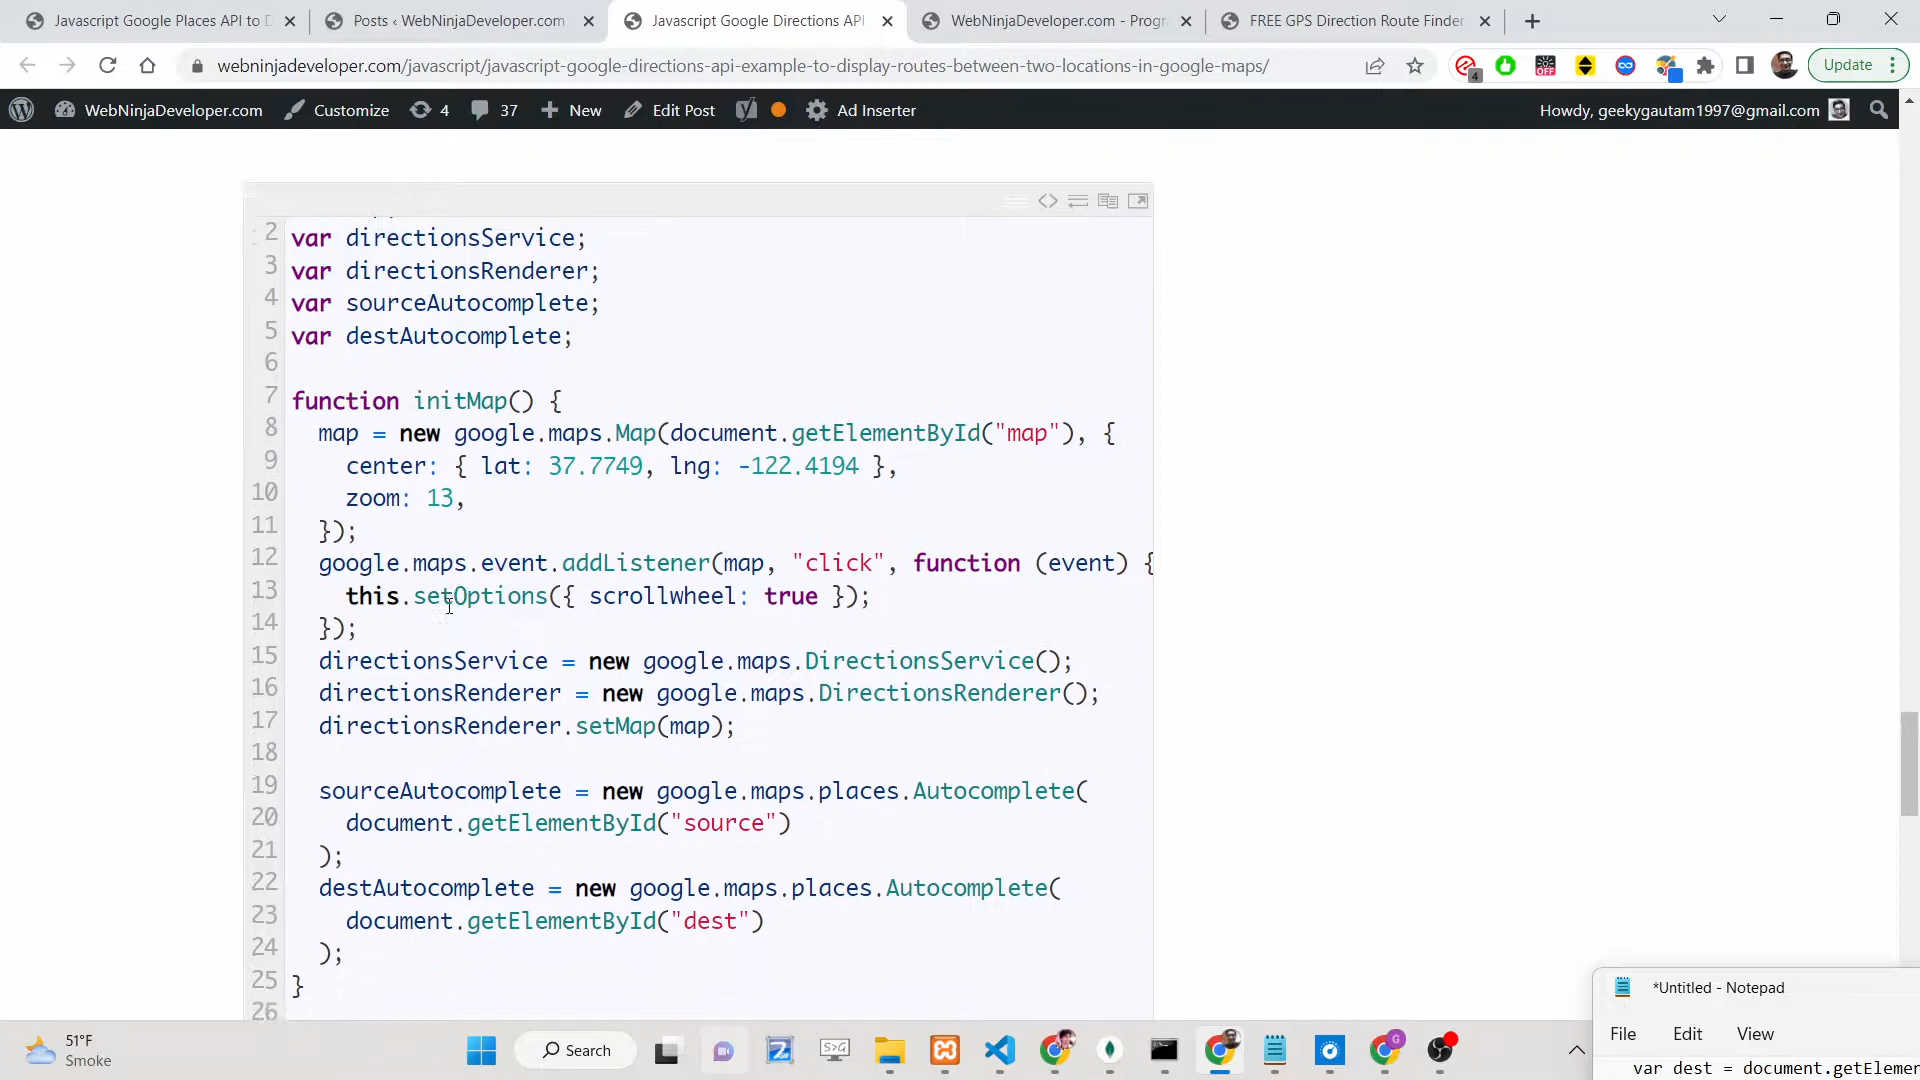 Javascript Google Places API to D
Posts ‹ WebNinjaDeveloper.com
Javascript Google Directions API
WebNinjaDeveloper.com - Progr
FREE GPS Direction Route Finder
webninjadeveloper.com/javascript/javascript-google-directions-api-example-to-display-routes-between-two-locations-in-google-maps/
4
OFF
Update
WebNinjaDeveloper.com
Customize
4
37
New
Edit Post
Ad Inserter
Howdy, geekygautam1997@gmail.com
2 var directionsService;
3 var directionsRenderer;
4 var sourceAutocomplete;
5 var destAutocomplete;
6
7 function initMap() {
8 map = new google.maps.Map(document.getElementById("map"), {
9 center: { lat: 37.7749, lng: -122.4194 },
10 zoom: 13,
11 });
12 google.maps.event.addListener(map, "click", function (event) {
13 this.setOptions({ scrollwheel: true });
14 });
15 directionsService = new google.maps.DirectionsService();
16 directionsRenderer = new google.maps.DirectionsRenderer();
17 directionsRenderer.setMap(map);
18
19 sourceAutocomplete = new google.maps.places.Autocomplete(
20 document.getElementById("source")
21 );
22 destAutocomplete = new google.maps.places.Autocomplete(
23 document.getElementById("dest")
24 );
25 }
26
*Untitled - Notepad
File Edit View
var dest = document.getElemen
51°F
Smoke
Search